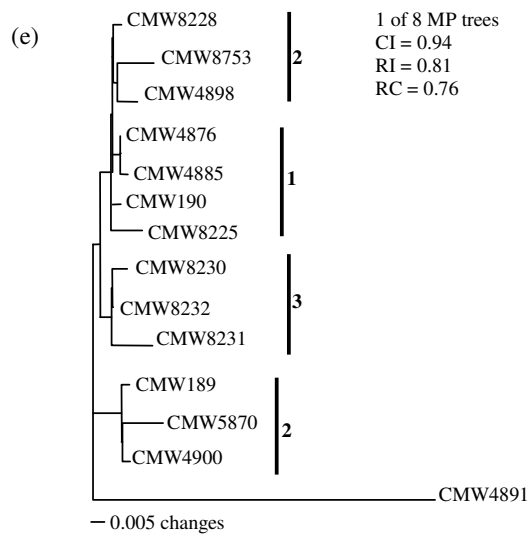 (e)
1 of 8 MP trees
CI = 0.94
RI = 0.81
RC = 0.76
CMW8228
CMW8753
CMW4898
2
CMW4876
CMW4885
CMW190
CMW8225
1
CMW8230
CMW8232
CMW8231
3
CMW189
CMW5870
CMW4900
2
CMW4891
0.005 changes